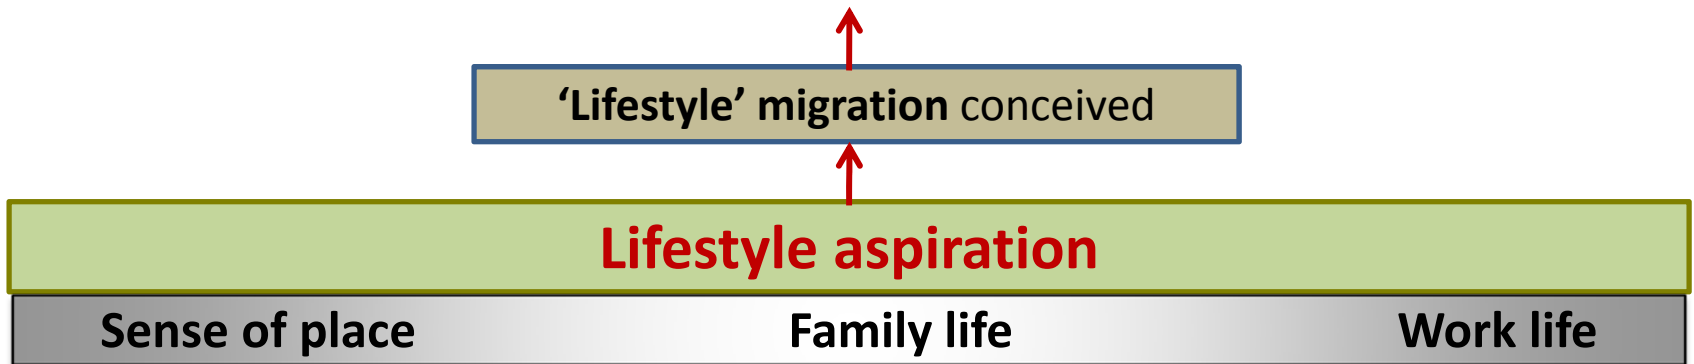 ‘Lifestyle’ migration conceived
Lifestyle aspiration
Sense of place Family life Work life